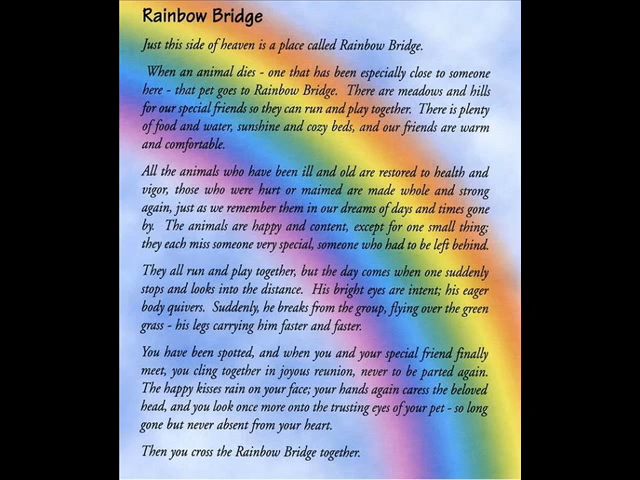 Rainbow Bridge
Just this side of heaven is a place called Rainbow Bridge.
When an animal dies - one that has been especially close to someone
here - that pet goes to Rainbow Bridge. There are meadows and hills
for our special friends so they can run and play together. There is plenty
of food and water, sunshine and cozy beds, and our friends are warm
and comfortable.
All the animals who have been ill and old are restored to health and
vigor, those who were hurt or maimed are made whole and strong
again, just as we remember them in our dreams of days and times gone
by. The animals are happy and content, except for one small thing;
they each miss someone very special, someone who had to be left behind.
They all run and play together, but the day comes when one suddenly
stops and looks into the distance. His bright eyes are intent; his eager
body quivers. Suddenly, he breaks from the group, flying over the green
grass - his legs carrying him faster and faster.
You have been spotted, and when you and your special friend finally
meet, you cling together in joyous reunion, never to be parted again.
The happy kisses rain on your face; your hands again caress the beloved
head, and you look once more onto the trusting eyes of your pet - so long
gone but never absent from your heart.
Then you cross the Rainbow Bridge together.